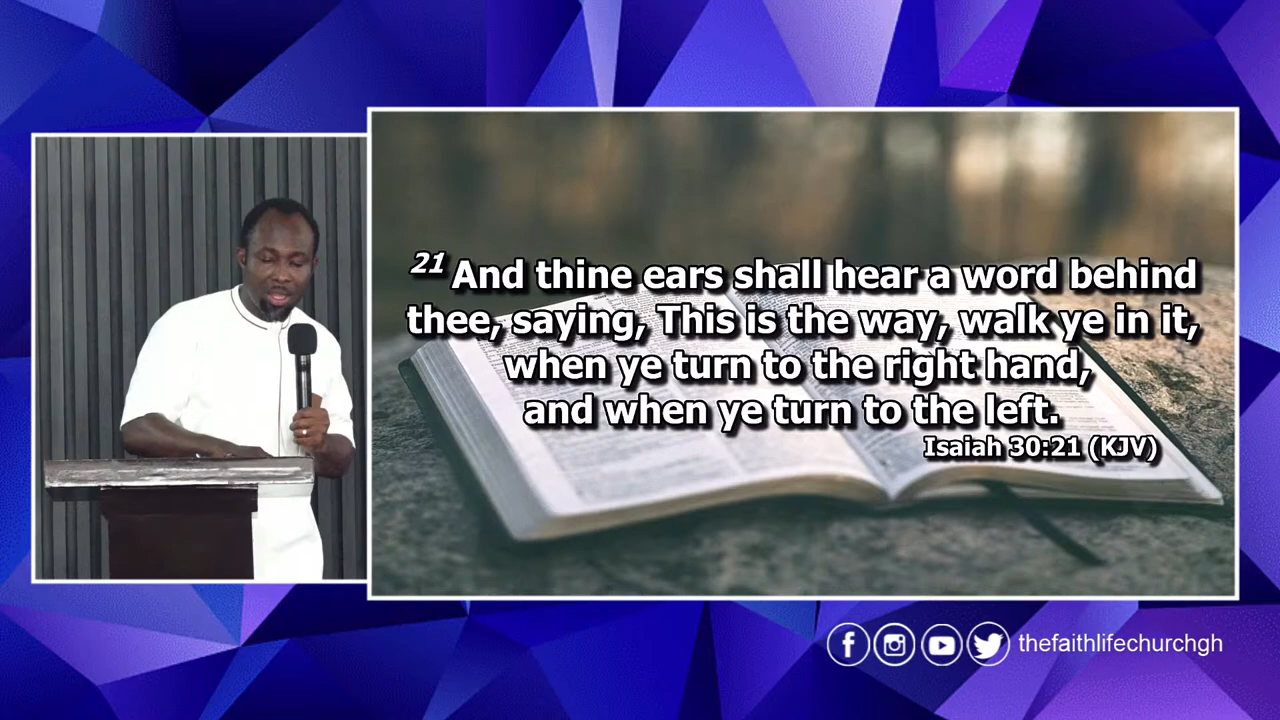 21 And thine ears shall hear a word behind
thee, saying, This is the way, walk ye in it,
when ye turn to the right hand,
and when ye turn to the left.
Isaiah 30:21 (KJV)
thefaithlifechurchgh